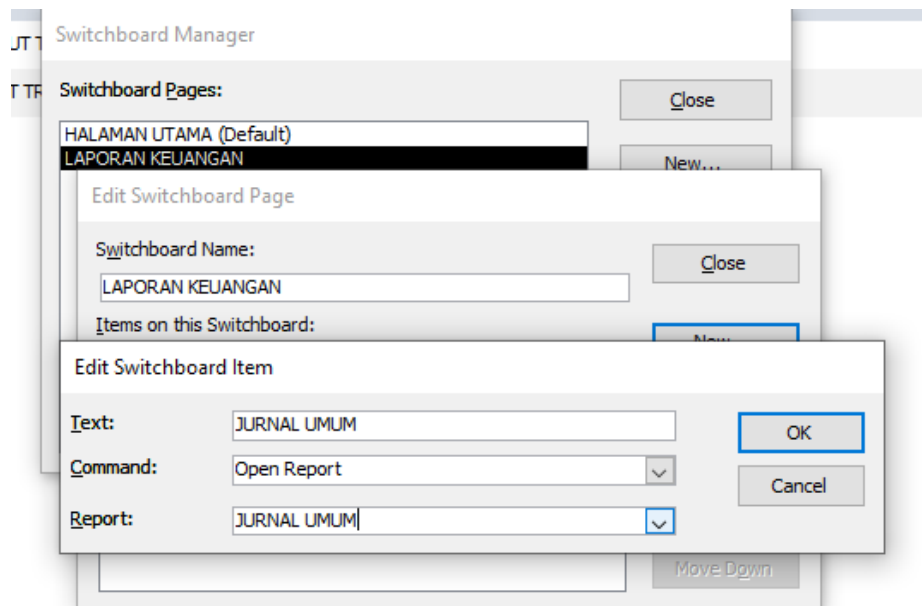 Switchboard Manager
Switchboard Pages:
Close
HALAMAN UTAMA (Default)
LAPORAN KEUANGAN
New...
Edit Switchboard Page
Switchboard Name:
Close
LAPORAN KEUANGAN
Items on this Switchboard:
New...
Edit Switchboard Item
Text:
JURNAL UMUM
OK
Command:
Open Report
Cancel
Report:
JURNAL UMUM
Move Down